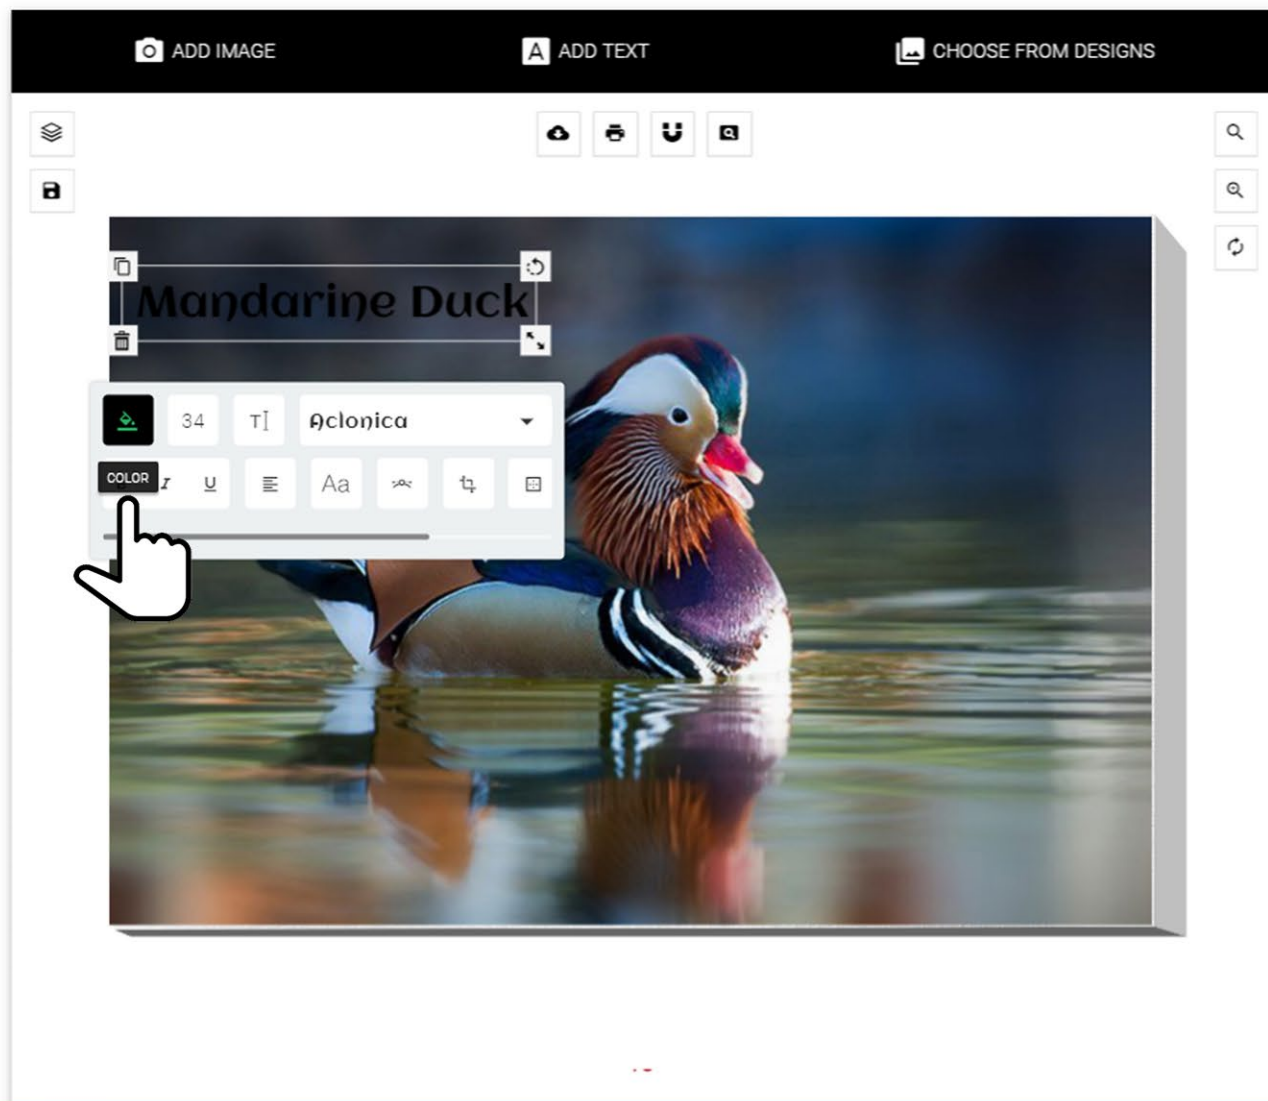 ADD IMAGE
ADD TEXT
CHOOSE FROM DESIGNS
Mandarine Duck
34
Aclonica
COLOR
I
U
Aa